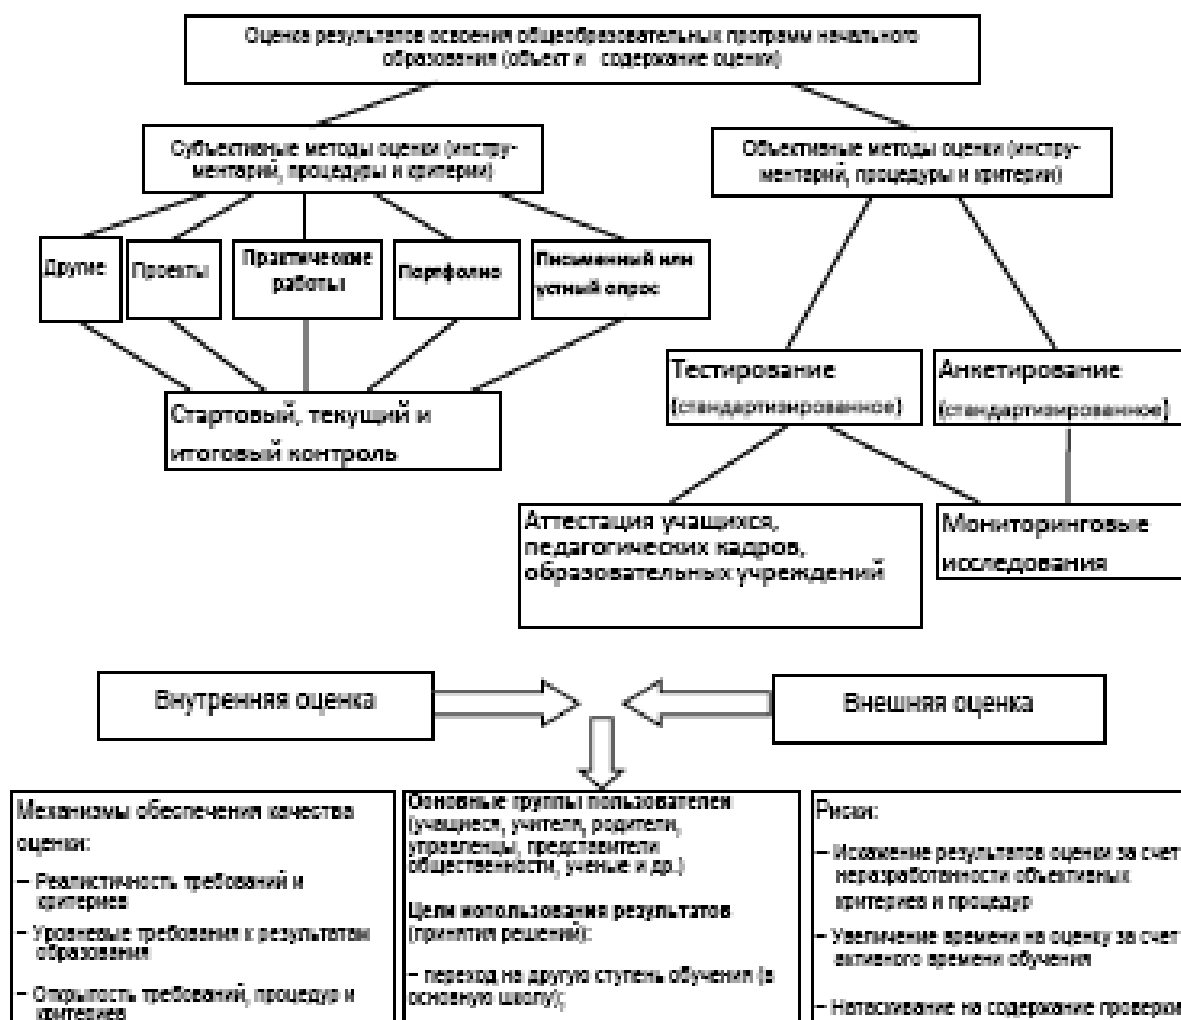 Оценка результатов освоения общеобразовательных программ начального
образования (объект и содержание оценки)
Субъективные методы оценки (инстру-
ментарий, процедуры и критерии)
Объективные методы оценки (инстру-
ментарий, процедуры и критерии)
Другие
Проекты
Практические
работы
Портфолио
Письменный или
устный опрос
Тестирование
(стандартизированное)
Анкетирование
(стандартизированное)
Стартовый, текущий и
итоговый контроль
Аттестация учащихся,
педагогических кадров,
образовательных учреждений
Мониторинговые
исследования
Внутренняя оценка
Внешняя оценка
Механизмы обеспечения качества
оценки:
– Реалистичность требований и
критериев
– Уровневые требования к результатам
образования
– Открытость требований, процедур и
критериев
Основные группы пользователей
(учащиеся, учителя, родители,
управленцы, представители
общественности, ученые и др.)
Цели использования результатов
(принятия решений):
– переход на другую ступень обучения (в
основную школу);
Риски:
– Искажение результатов оценки за счет
неразработанности объективных
критериев и процедур
– Увеличение времени на оценку за счет
активного времени обучения
– Натаскивание на содержание проверки